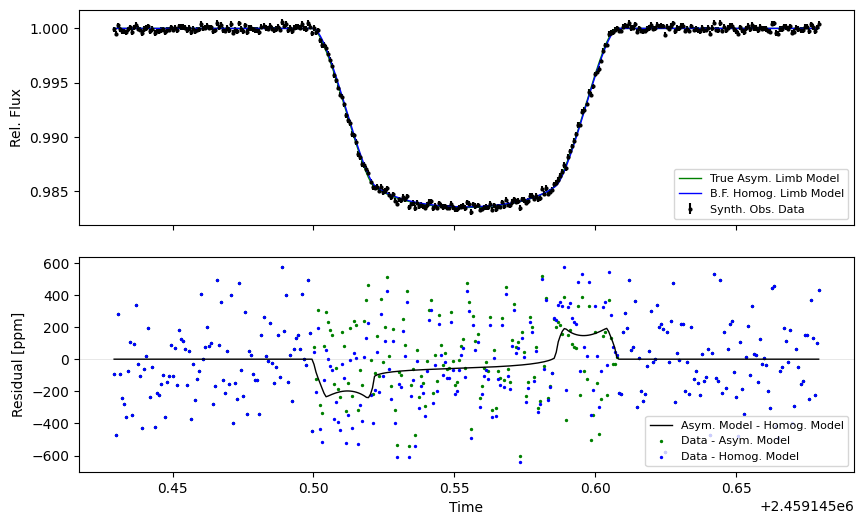 1.000
0.995
0.990
0.985
Rel. Flux
True Asym. Limb Model
B.F. Homog. Limb Model
Synth. Obs. Data
600
400
200
0
−200
−400
−600
Residual [ppm]
Asym. Model - Homog. Model
Data - Asym. Model
Data - Homog. Model
0.45 0.50 0.55 0.60 0.65
Time
+2.459145e6